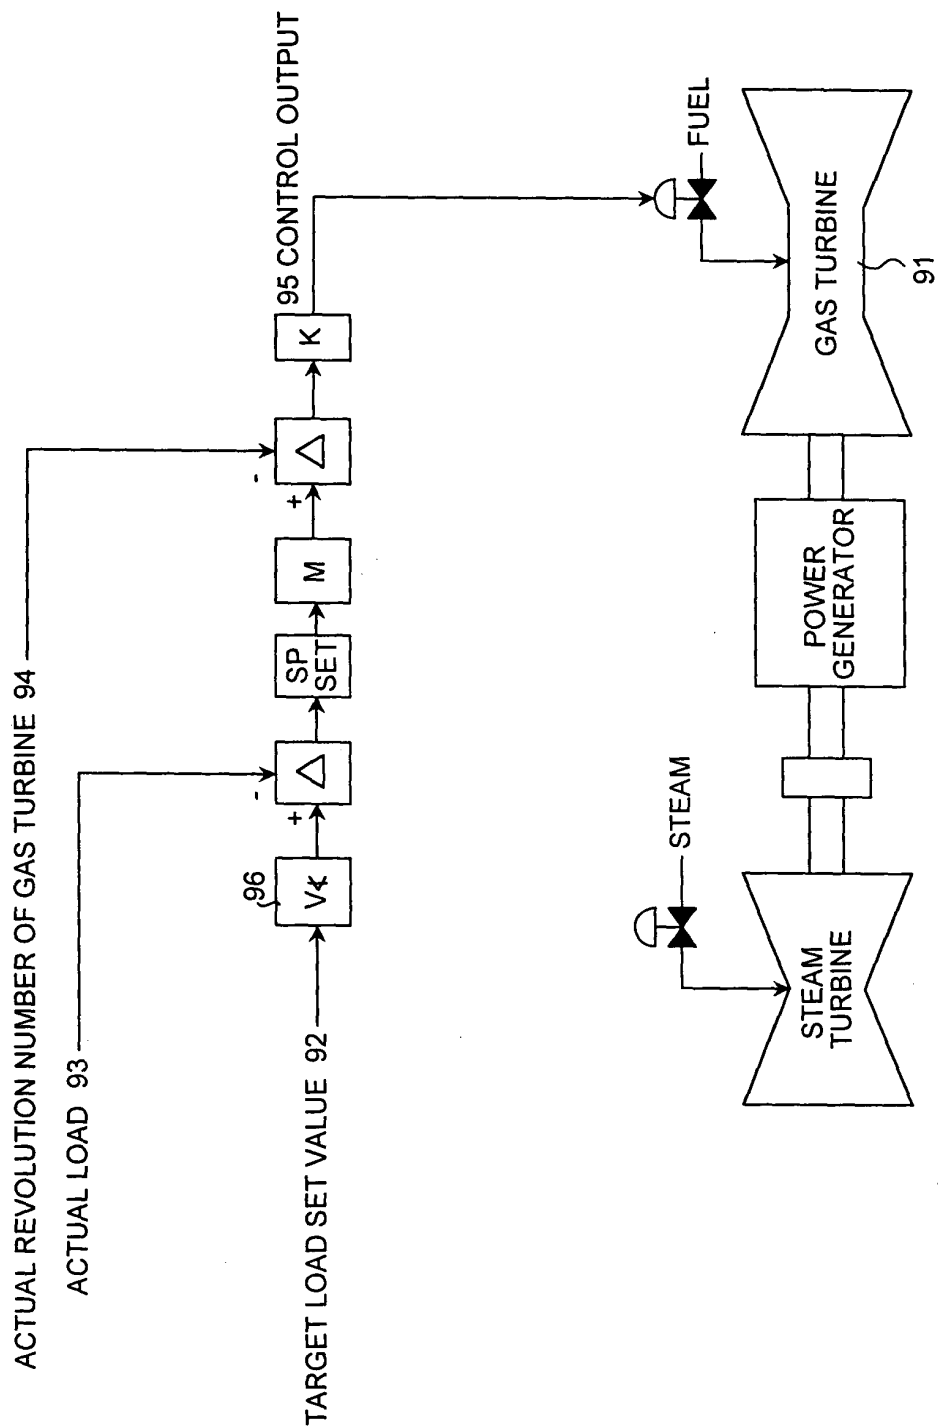 ACTUAL REVOLUTION NUMBER OF GAS TURBINE 94
ACTUAL LOAD 93
TARGET LOAD SET VALUE 92
96
V∢
+
-
Δ
SP
SET
M
+
-
Δ
K
95 CONTROL OUTPUT
STEAM
FUEL
STEAM
TURBINE
POWER
GENERATOR
GAS TURBINE
91